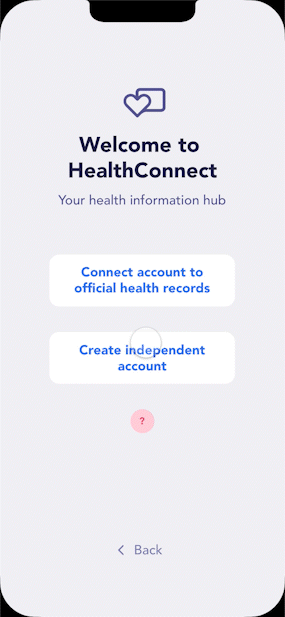 Welcome to
HealthConnect
Your health information hub
Connect account to
official health records
Create independent
account
?
Back